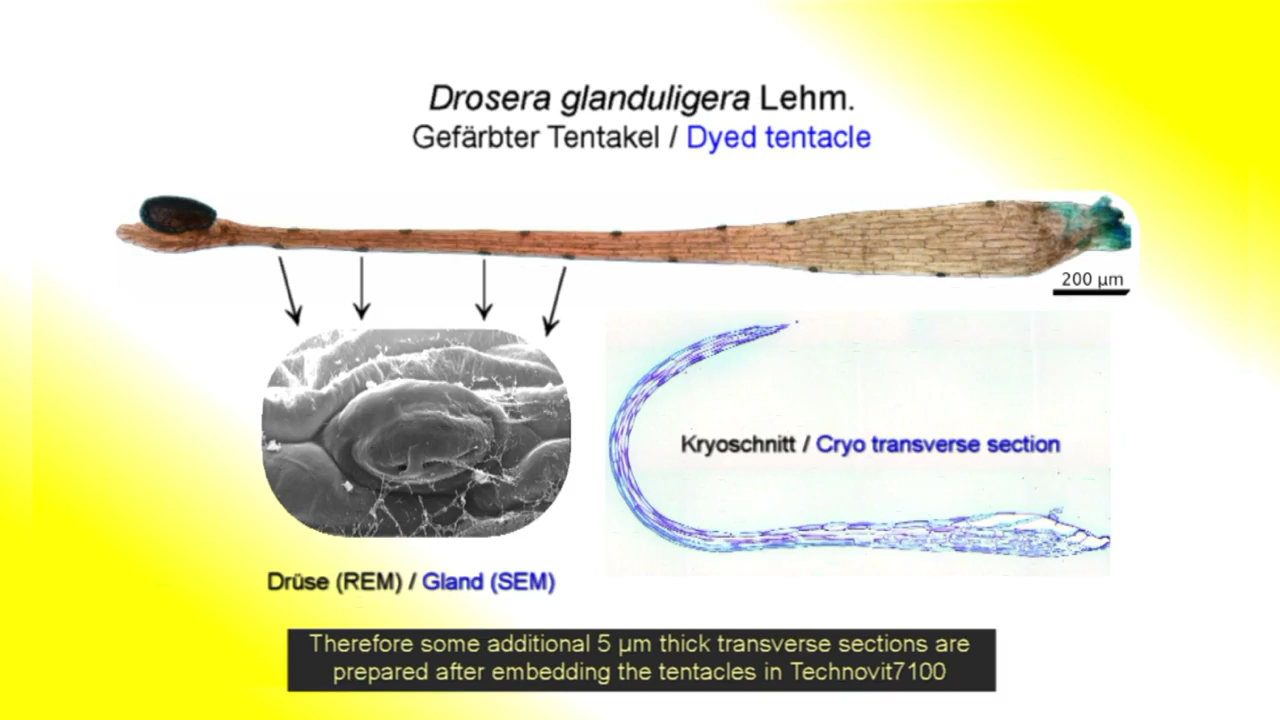 Drosera glanduligera Lehm.
Gefärbter Tentakel / Dyed tentacle
200 µm
Kryoschnitt / Cryo transverse section
Drüse (REM) / Gland (SEM)
Therefore some additional 5 µm thick transverse sections are
prepared after embedding the tentacles in Technovit7100